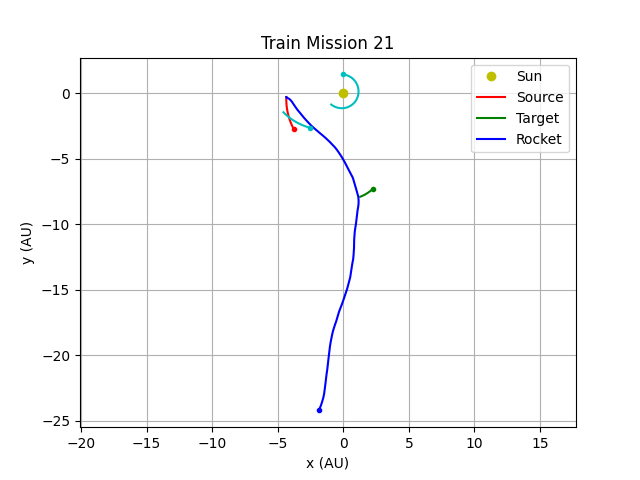 Train Mission 21
Sun
Source
Target
Rocket
0
−5
−10
−15
−20
−25
y (AU)
−20 −15 −10 −5 0 5 10 15
x (AU)